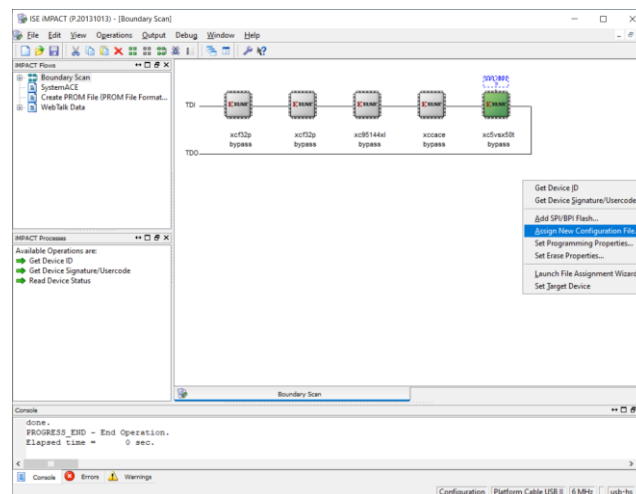 ISE iMPACT (P.20131013) - [Boundary Scan]
File Edit View Operations Output Debug Window Help
iMPACT Flows
Boundary Scan
SystemACE
Create PROM File (PROM File Format...
WebTalk Data
iMPACT Processes
Available Operations are:
Get Device ID
Get Device Signature/Usercode
Read Device Status
TDI
TDO
XILINX XILINX XILINX XILINX XILINX
xcf32p xcf32p xc95144xl xccace xc5vsx50t
bypass bypass bypass bypass bypass
Get Device ID
Get Device Signature/Usercode
Add SPI/BPI Flash...
Assign New Configuration File.
Set Programming Properties...
Set Erase Properties...
Launch File Assignment Wizard
Set Target Device
Boundary Scan
Console
done.
PROGRESS_END - End Operation.
Elapsed time = 0 sec.
Console Errors Warnings
Configuration Platform Cable USB II 6 MHz usb-hs